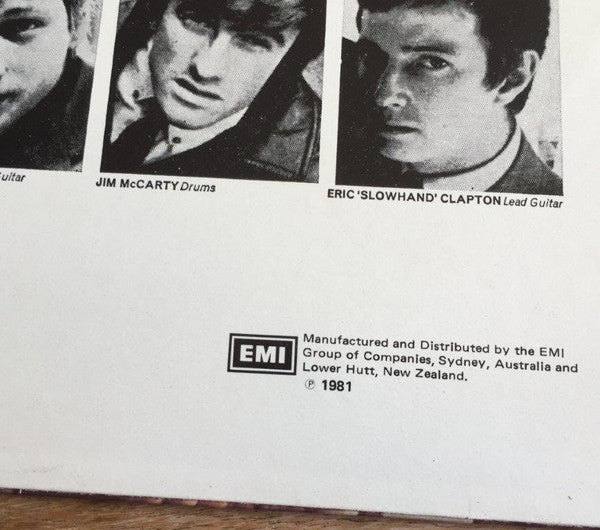 uitar
JIM McCARTY Drums
ERIC 'SLOWHAND' CLAPTON Lead Guitar
EMI
Manufactured and Distributed by the EMI
Group of Companies, Sydney, Australia and
Lower Hutt, New Zealand.
℗ 1981